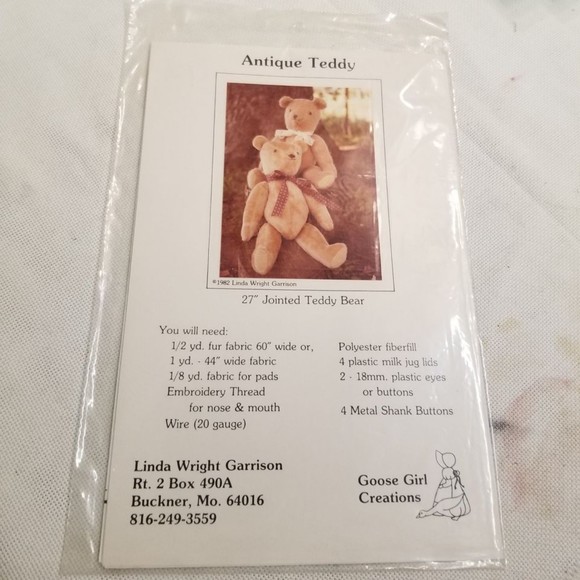 Antique Teddy
©1982 Linda Wright Garrison
27" Jointed Teddy Bear
You will need:
1/2 yd. fur fabric 60" wide or,
1 yd. - 44" wide fabric
1/8 yd. fabric for pads
Embroidery Thread
for nose & mouth
Wire (20 gauge)
Polyester fiberfill
4 plastic milk jug lids
2 - 18mm. plastic eyes
or buttons
4 Metal Shank Buttons
Linda Wright Garrison
Rt. 2 Box 490A
Buckner, Mo. 64016
816-249-3559
Goose Girl
Creations